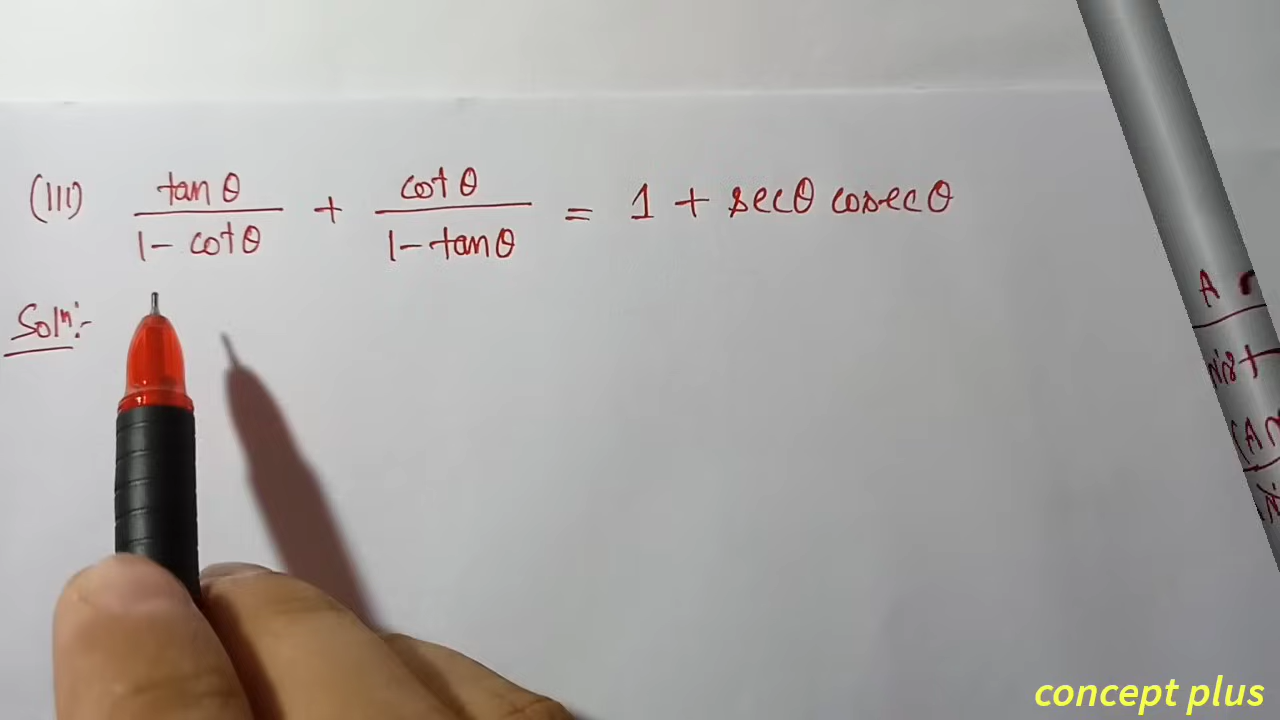 (III) tanθ / 1 - cotθ + cotθ / 1 - tanθ = 1 + secθ cosecθ
Solⁿ:-
concept plus